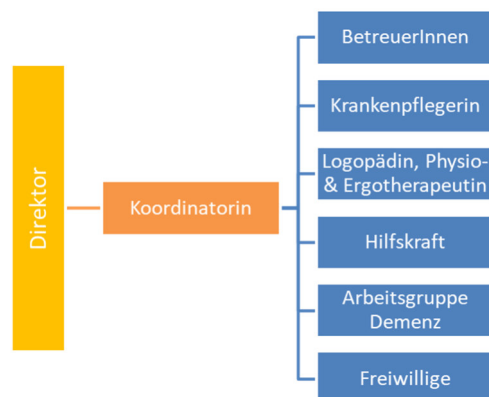 Direktor
Koordinatorin
BetreuerInnen
Krankenpflegerin
Logopädin, Physio-
& Ergotherapeutin
Hilfskraft
Arbeitsgruppe
Demenz
Freiwillige